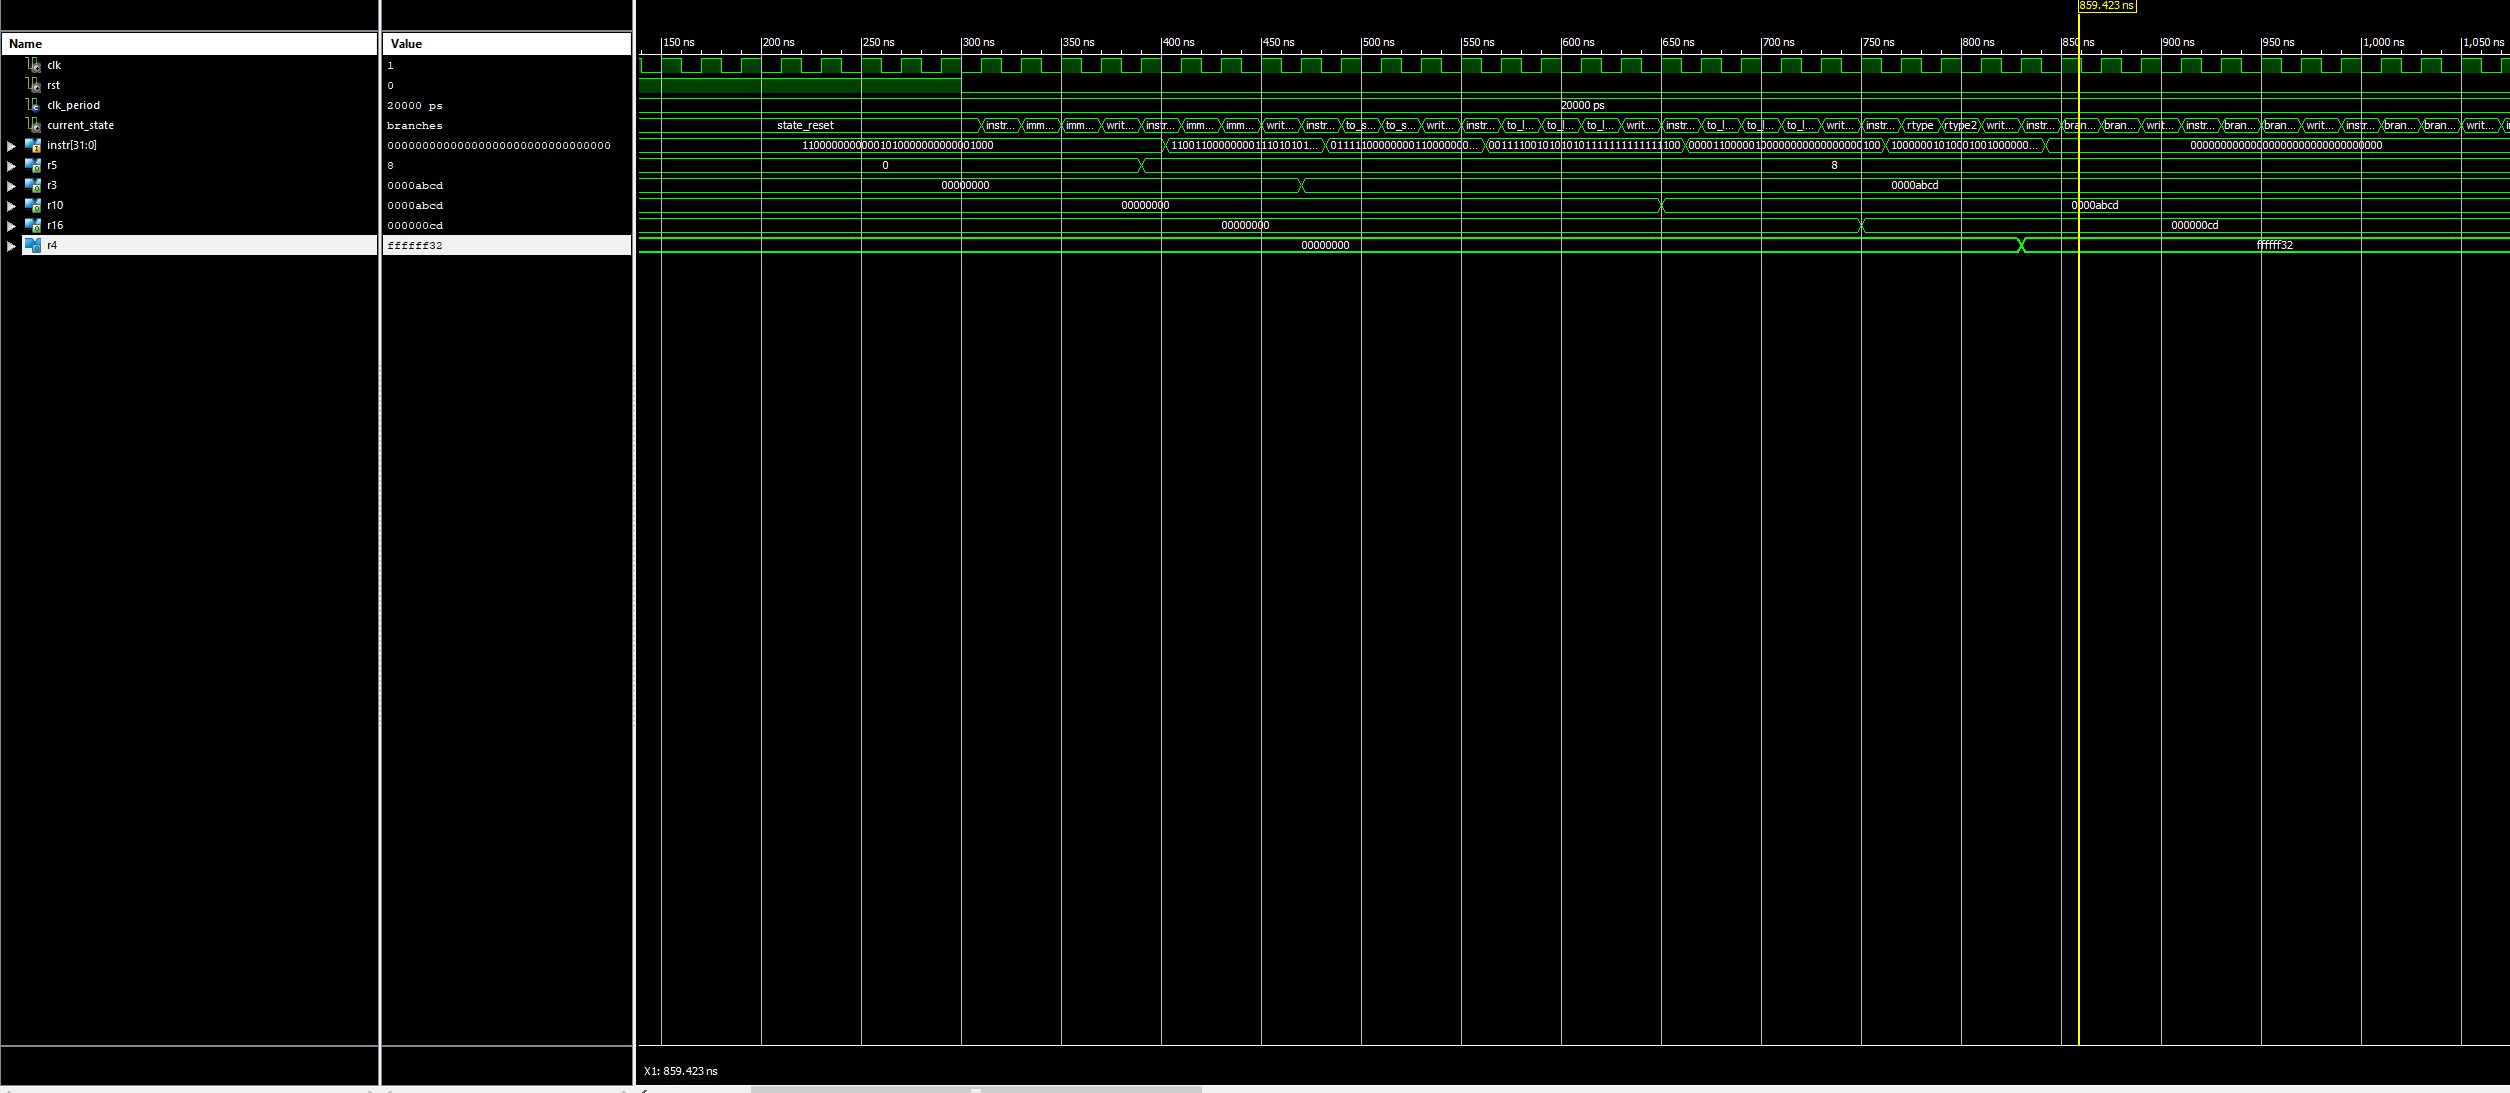 859.423 ns
Name Value
150 ns 200 ns 250 ns 300 ns 350 ns 400 ns 450 ns 500 ns 550 ns 600 ns 650 ns 700 ns 750 ns 800 ns 850 ns 900 ns 950 ns 1,000 ns 1,050 ns
clk 1
rst 0
clk_period 20000 ps 20000 ps
current_state branches state_reset instr... imm... imm... writ... instr... imm... imm... writ... instr... to_s... to_s... writ... instr... to_l... to_l... to_l... writ... instr... to_l... to_l... to_l... writ... instr... rtype rtype2 writ... instr... bran... bran... writ... instr... bran... bran... writ... instr... bran... bran... writ...
instr[31:0] 00000000000000000000000000000000 11000000000001010000000000001000 11001100000000111010101... 01111100000000110000000... 00111100101010101111111111111100 00001100000100000000000000000100 10000001010001001000000... 00000000000000000000000000000000
r5 8 0 8
r3 0000abcd 00000000 0000abcd
r10 0000abcd 00000000 0000abcd
r16 000000cd 00000000 000000cd
r4 ffffff32 00000000 ffffff32
X1: 859.423 ns